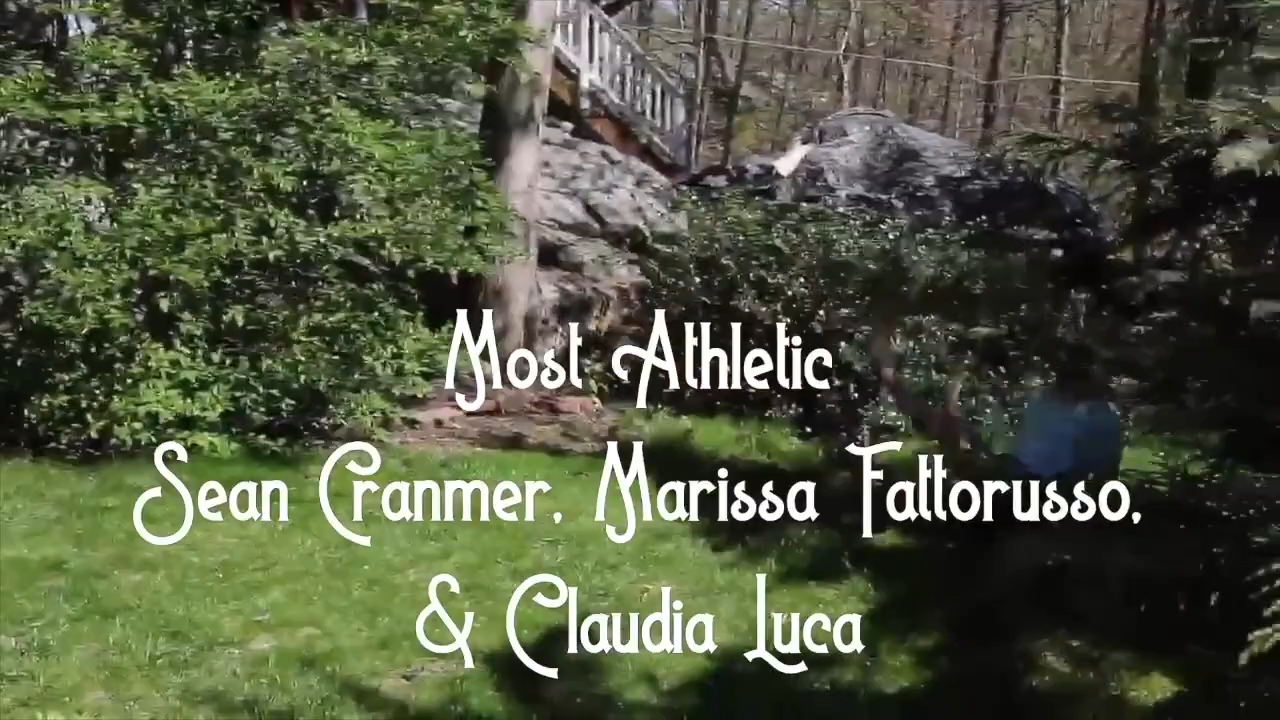 Most Athletic
Sean Cranmer, Marissa Fattorusso,
& Claudia Luca